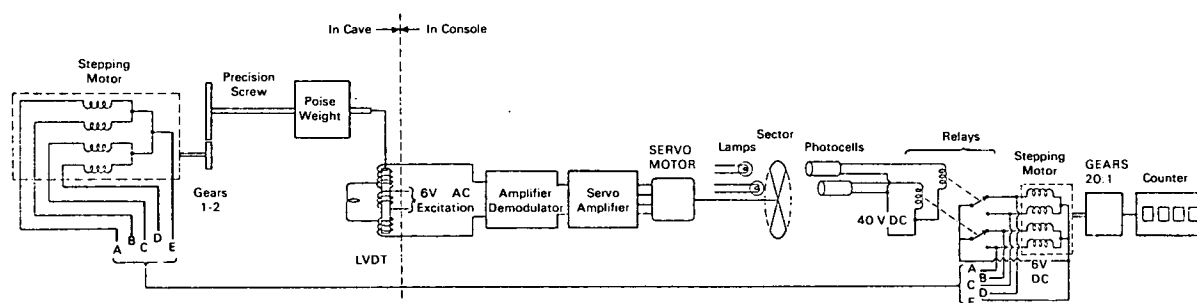 In Cave
In Console
Stepping
Motor
Precision
Screw
Poise
Weight
Gears
1-2
A
B
C
D
E
LVDT
6V AC
Excitation
Amplifier
Demodulator
Servo
Amplifier
SERVO
MOTOR
Lamps
Sector
Photocells
40 V DC
Relays
Stepping
Motor
6V
DC
A
B
C
D
E
GEARS
20.1
Counter